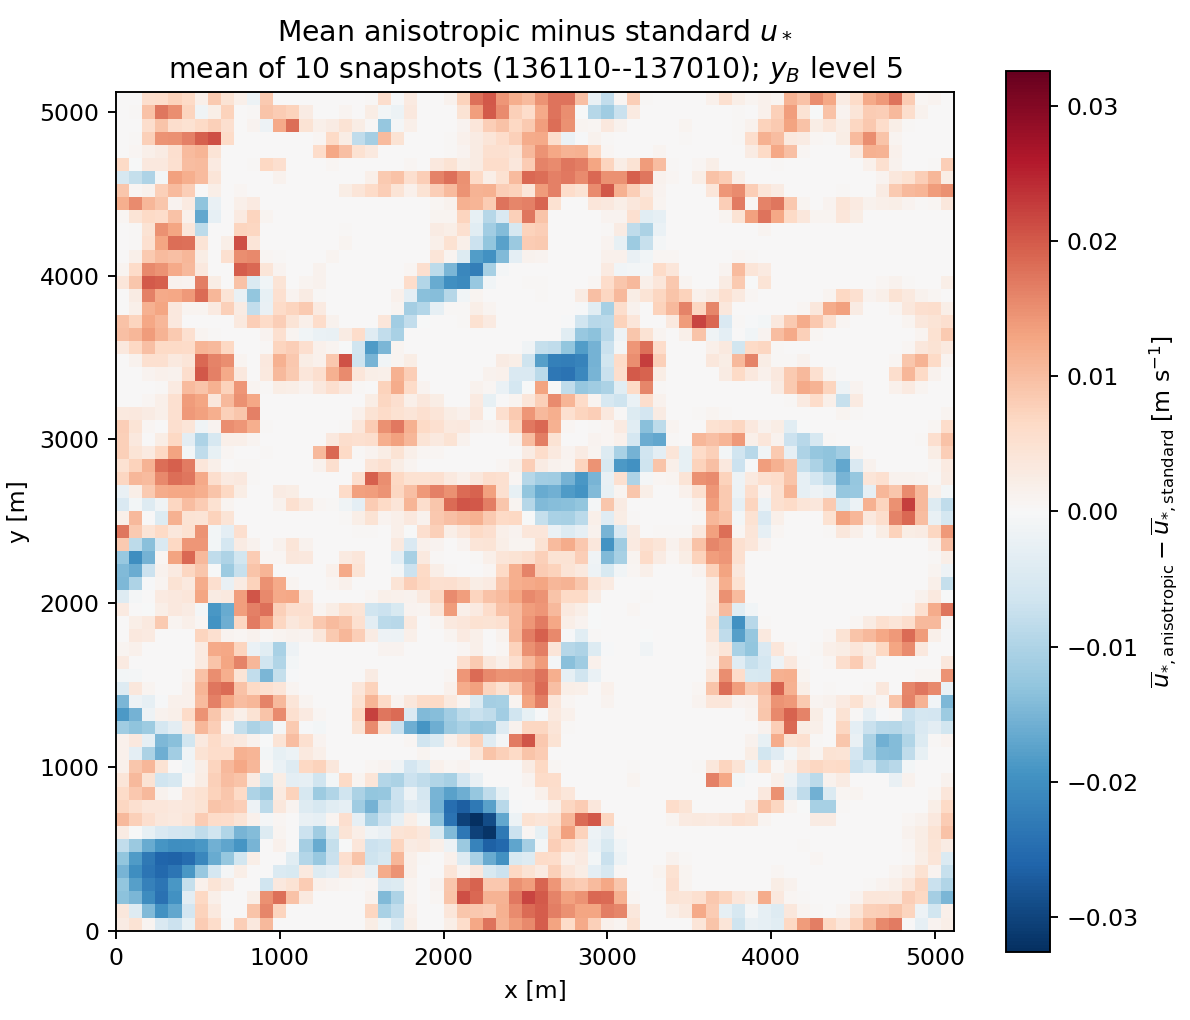 Mean anisotropic minus standard u*
mean of 10 snapshots (136110--137010); y_B level 5
5000
4000
3000
2000
1000
0
y [m]
0 1000 2000 3000 4000 5000
x [m]
0.03
0.02
0.01
0.00
−0.01
−0.02
−0.03
u̅*, anisotropic − u̅*, standard [m s⁻¹]